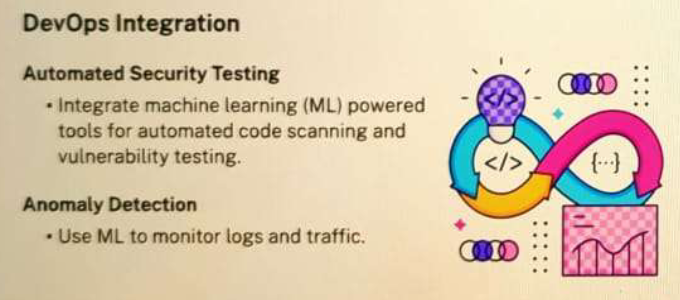 DevOps Integration
Automated Security Testing
• Integrate machine learning (ML) powered
tools for automated code scanning and
vulnerability testing.
Anomaly Detection
• Use ML to monitor logs and traffic.
</>
</>
{...}